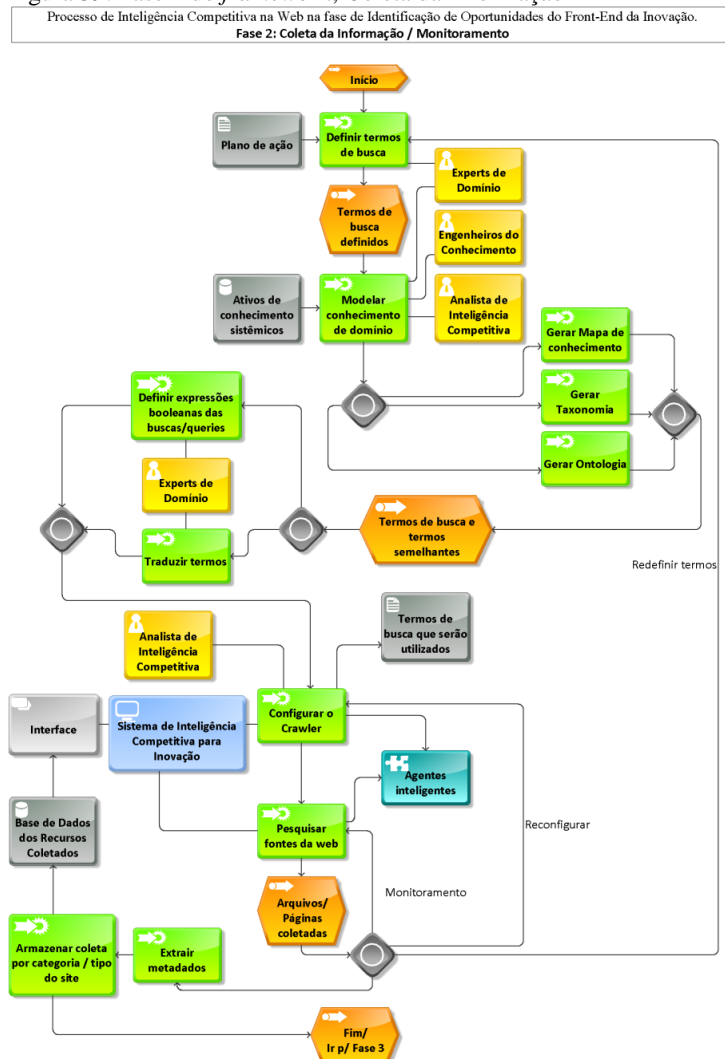 Processo de Inteligência Competitiva na Web na fase de Identificação de Oportunidades do Front-End da Inovação.
Fase 2: Coleta da Informação / Monitoramento
Início
Plano de ação
Definir termos
de busca
Experts de
Domínio
Termos de
busca
definidos
Engenheiros do
Conhecimento
Ativos de
conhecimento
sistêmicos
Modelar
conhecimento
de domínio
Analista de
Inteligência
Competitiva
Gerar Mapa de
conhecimento
Gerar
Taxonomia
Gerar Ontologia
Definir expressões
booleanas das
buscas/queries
Experts de
Domínio
Traduzir termos
Termos de busca e
termos
semelhantes
Redefinir termos
Analista de
Inteligência
Competitiva
Termos de
busca que serão
utilizados
Interface
Sistema de Inteligência
Competitiva para
Inovação
Configurar o
Crawler
Agentes
inteligentes
Base de Dados
dos Recursos
Coletados
Pesquisar
fontes da web
Reconfigurar
Monitoramento
Arquivos/
Páginas
coletadas
Armazenar coleta
por categoria / tipo
do site
Extrair
metadados
Fim/
Ir p/ Fase 3